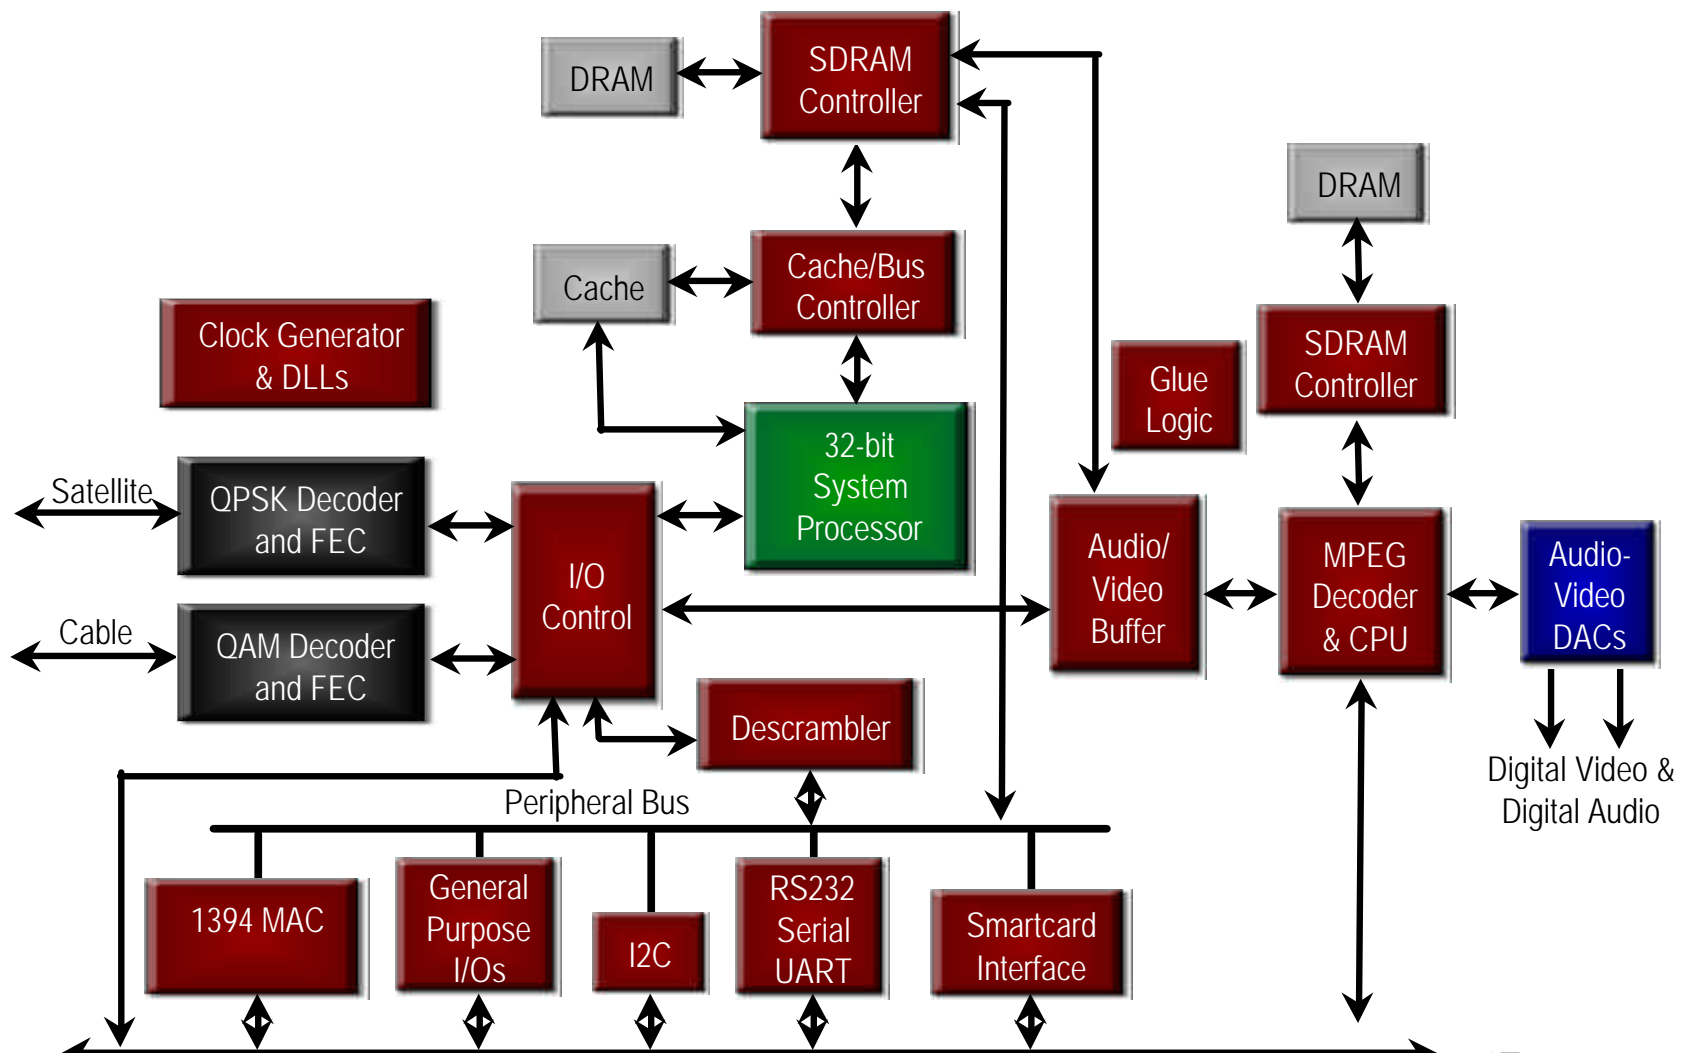 SDRAM
Controller
DRAM
DRAM
Cache/Bus
Controller
Cache
Clock Generator
& DLLs
SDRAM
Controller
Glue
Logic
32-bit
System
Processor
Satellite
QPSK Decoder
and FEC
I/O
Control
Audio/
Video
Buffer
MPEG
Decoder
& CPU
Audio-
Video
DACs
Cable
QAM Decoder
and FEC
Descrambler
Digital Video &
Digital Audio
Peripheral Bus
1394 MAC
General
Purpose
I/Os
I2C
RS232
Serial
UART
Smartcard
Interface